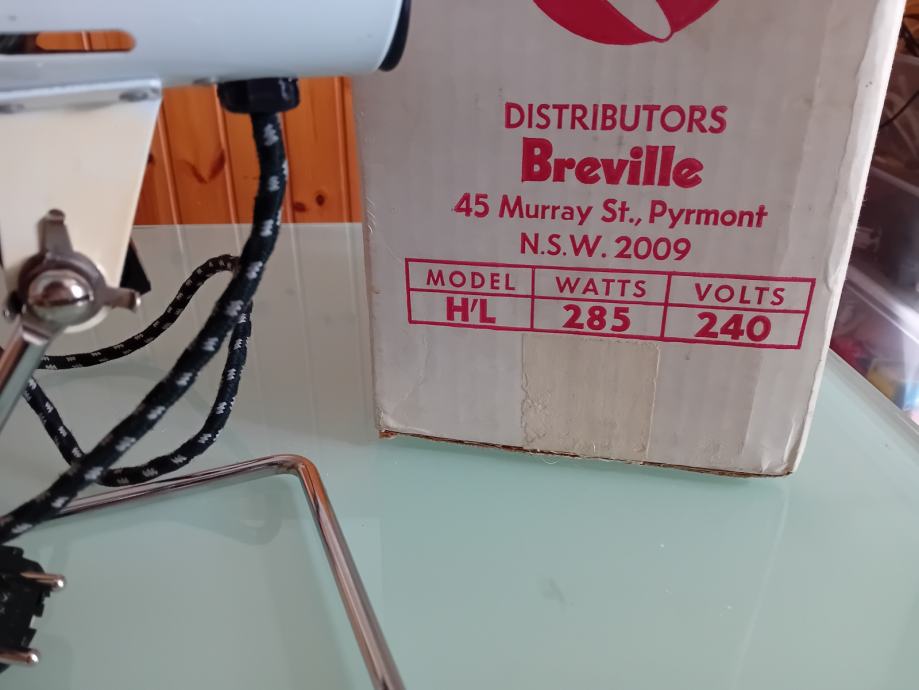 DISTRIBUTORS
Breville
45 Murray St., Pyrmont
N.S.W. 2009
MODEL WATTS VOLTS
H'L 285 240